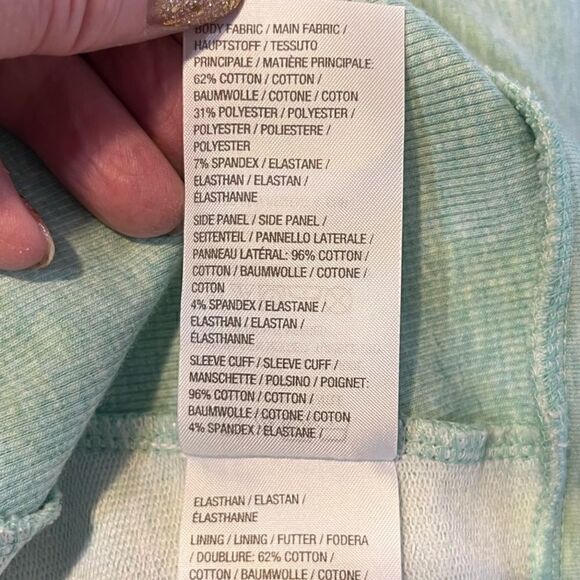 BODY FABRIC / MAIN FABRIC /
HAUPTSTOFF / TESSUTO
PRINCIPALE / MATIÈRE PRINCIPALE:
62% COTTON / COTTON /
BAUMWOLLE / COTONE / COTON
31% POLYESTER / POLYESTER /
POLYESTER / POLIESTERE /
POLYESTER
7% SPANDEX / ELASTANE /
ELASTHAN / ELASTAN /
ÉLASTHANNE
SIDE PANEL / SIDE PANEL /
SEITENTEIL / PANNELLO LATERALE /
PANNEAU LATÉRAL: 96% COTTON /
COTTON / BAUMWOLLE / COTONE /
COTON
4% SPANDEX / ELASTANE /
ELASTHAN / ELASTAN /
ÉLASTHANNE
SLEEVE CUFF / SLEEVE CUFF /
MANSCHETTE / POLSINO / POIGNET:
96% COTTON / COTTON /
BAUMWOLLE / COTONE / COTON
4% SPANDEX / ELASTANE /
ELASTHAN / ELASTAN /
ÉLASTHANNE
LINING / LINING / FUTTER / FODERA
/ DOUBLURE: 62% COTTON /
COTTON / BAUMWOLLE / COTONE /